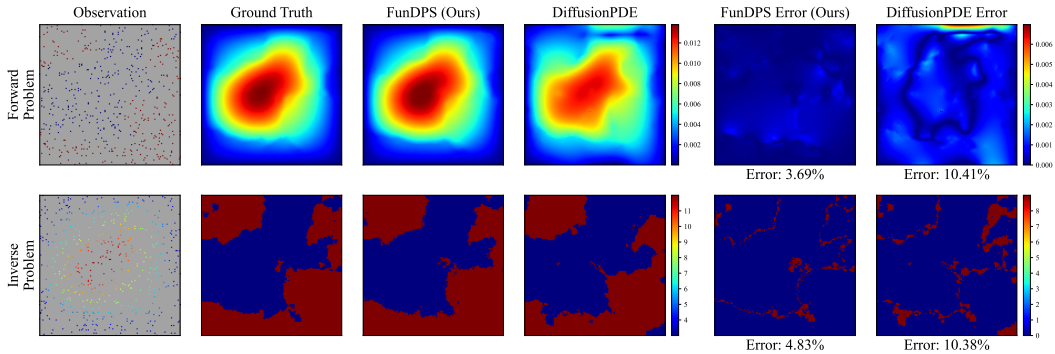 Observation
Ground Truth
FunDPS (Ours)
DiffusionPDE
FunDPS Error (Ours)
DiffusionPDE Error
Forward
Problem
0.012
0.010
0.008
0.006
0.004
0.002
0.006
0.005
0.004
0.003
0.002
0.001
0.000
Error: 3.69%
Error: 10.41%
Inverse
Problem
11
10
9
8
7
6
5
4
3
8
7
6
5
4
3
2
1
0
Error: 4.83%
Error: 10.38%